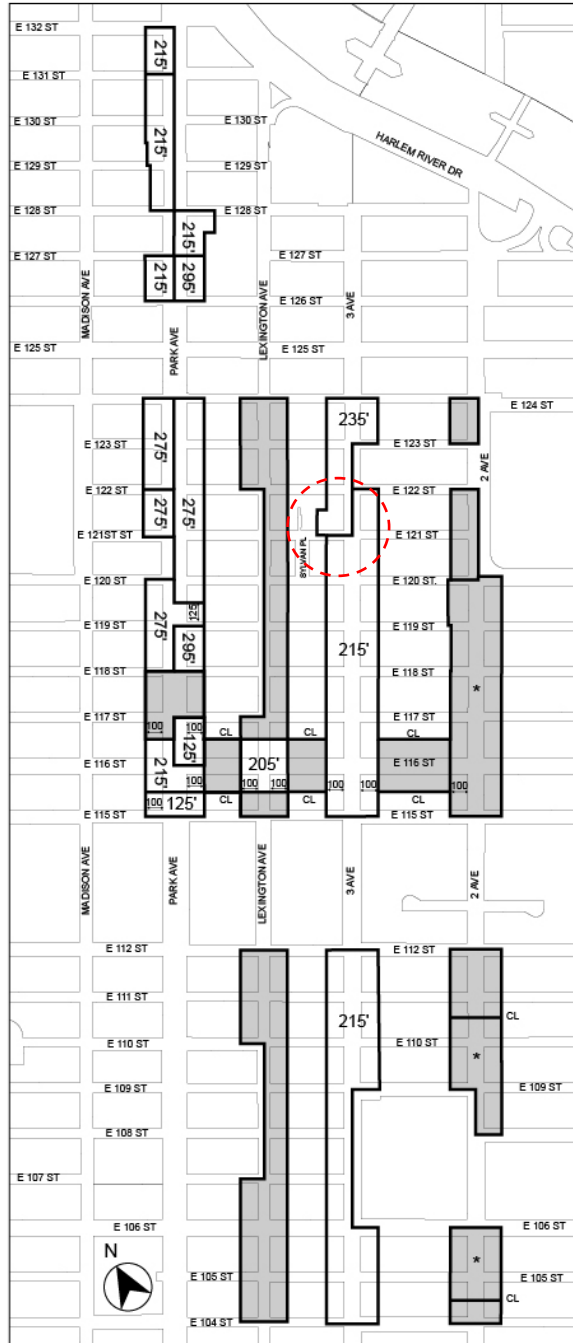 E 132 ST
215'
E 131 ST
E 130 ST
E 130 ST
215'
HARLEM RIVER DR
E 129 ST
E 129 ST
E 128 ST
E 128 ST
215'
E 127 ST
E 127 ST
215'
295'
E 126 ST
MADISON AVE
PARK AVE
LEXINGTON AVE
3 AVE
E 125 ST
E 125 ST
E 124 ST
235'
E 123 ST
E 123 ST
275'
2 AVE
E 122 ST
E 122 ST
275'
275'
E 121ST ST
E 121 ST
SYLVAN PL
E 120 ST
E 120 ST.
125'
E 119 ST
E 119 ST
275'
295'
215'
E 118 ST
E 118 ST
*
E 117 ST
E 117 ST
100
100
CL
CL
CL
125'
E 116 ST
205'
E 116 ST
215'
100
100
100
100
100
100
100
125'
CL
CL
CL
E 115 ST
E 115 ST
MADISON AVE
PARK AVE
LEXINGTON AVE
3 AVE
2 AVE
E 112 ST
E 112 ST
E 111 ST
215'
CL
E 110 ST
E 110 ST
*
E 109 ST
E 109 ST
E 108 ST
E 107 ST
E 106 ST
E 106 ST
N
*
E 105 ST
E 105 ST
CL
E 104 ST